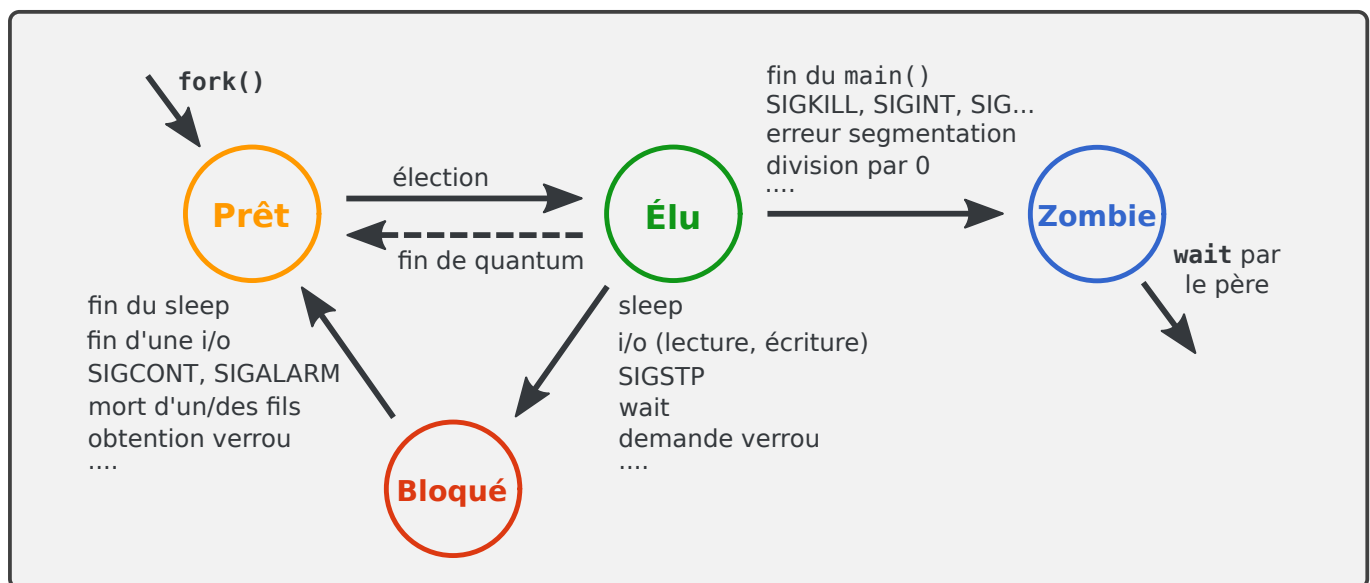 fork()
fin du main()
SIGKILL, SIGINT, SIG...
erreur segmentation
division par 0
....
Prêt
élection
fin de quantum
Élu
Zombie
wait par
le père
fin du sleep
fin d'une i/o
SIGCONT, SIGALARM
mort d'un/des fils
obtention verrou
....
sleep
i/o (lecture, écriture)
SIGSTP
wait
demande verrou
....
Bloqué